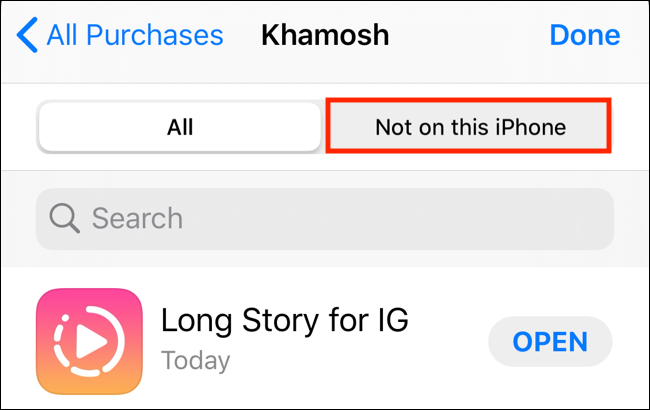 All Purchases Khamosh Done
All Not on this iPhone
Search
Long Story for IG
Today
OPEN